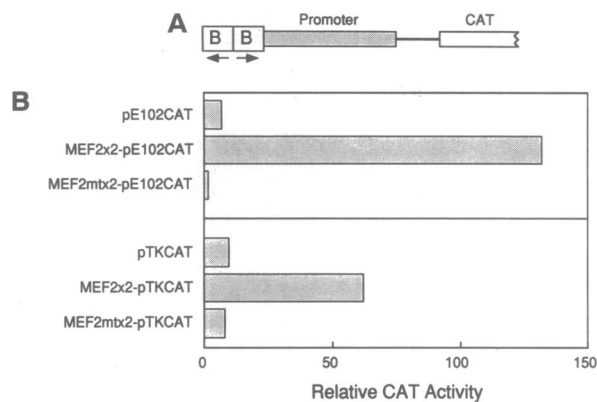 A
B B
Promoter
CAT
B
pE102CAT
MEF2x2-pE102CAT
MEF2mtx2-pE102CAT
pTKCAT
MEF2x2-pTKCAT
MEF2mtx2-pTKCAT
0 50 100 150
Relative CAT Activity